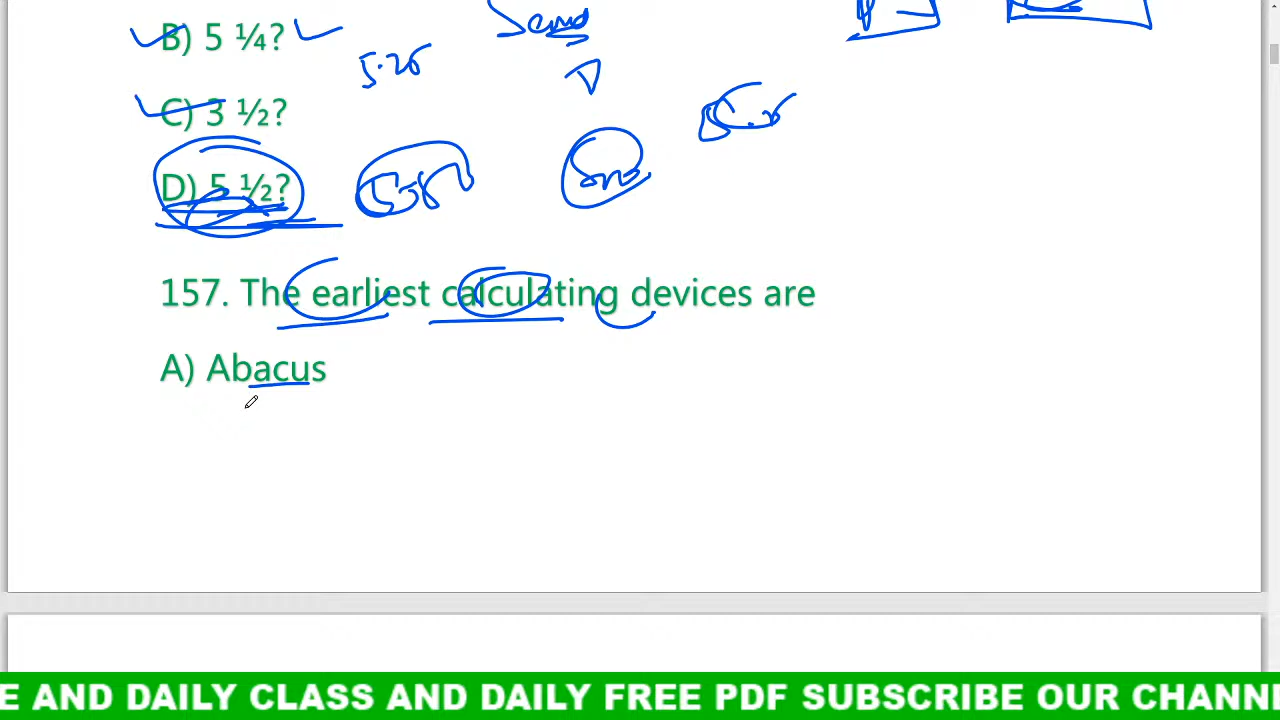 B) 5 ¼?
5.25
C) 3 ½?
D) 5 ½?
157. The earliest calculating devices are
A) Abacus
E AND DAILY CLASS AND DAILY FREE PDF SUBSCRIBE OUR CHANN